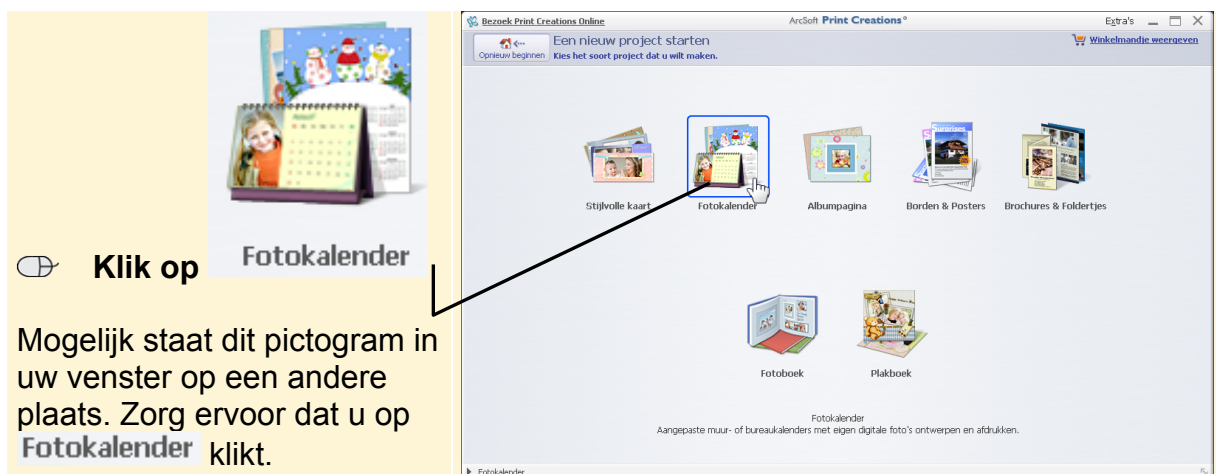 Fotokalender
Klik op
Mogelijk staat dit pictogram in
uw venster op een andere
plaats. Zorg ervoor dat u op
Fotokalender klikt.
Bezoek Print Creations Online
ArcSoft Print Creations®
Extra's
Opnieuw beginnen
Een nieuw project starten
Kies het soort project dat u wilt maken.
Winkelmandje weergeven
Stijlvolle kaart
Fotokalender
Albumpagina
Borden & Posters
Brochures & Foldertjes
Surprises
Fotoboek
Plakboek
Fotokalender
Aangepaste muur- of bureaukalenders met eigen digitale foto's ontwerpen en afdrukken.
Fotokalender